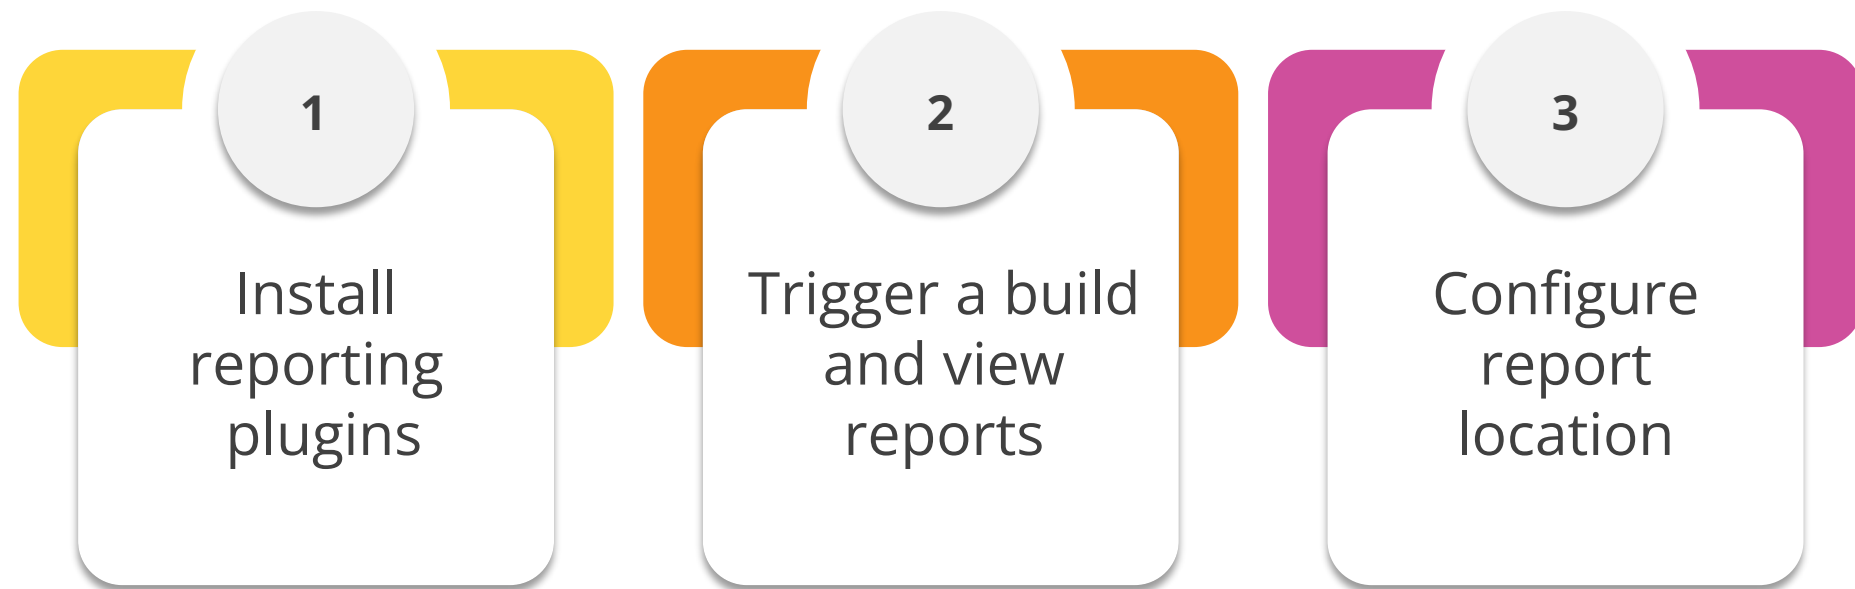 1
Install
reporting
plugins
2
Trigger a build
and view
reports
3
Configure
report
location